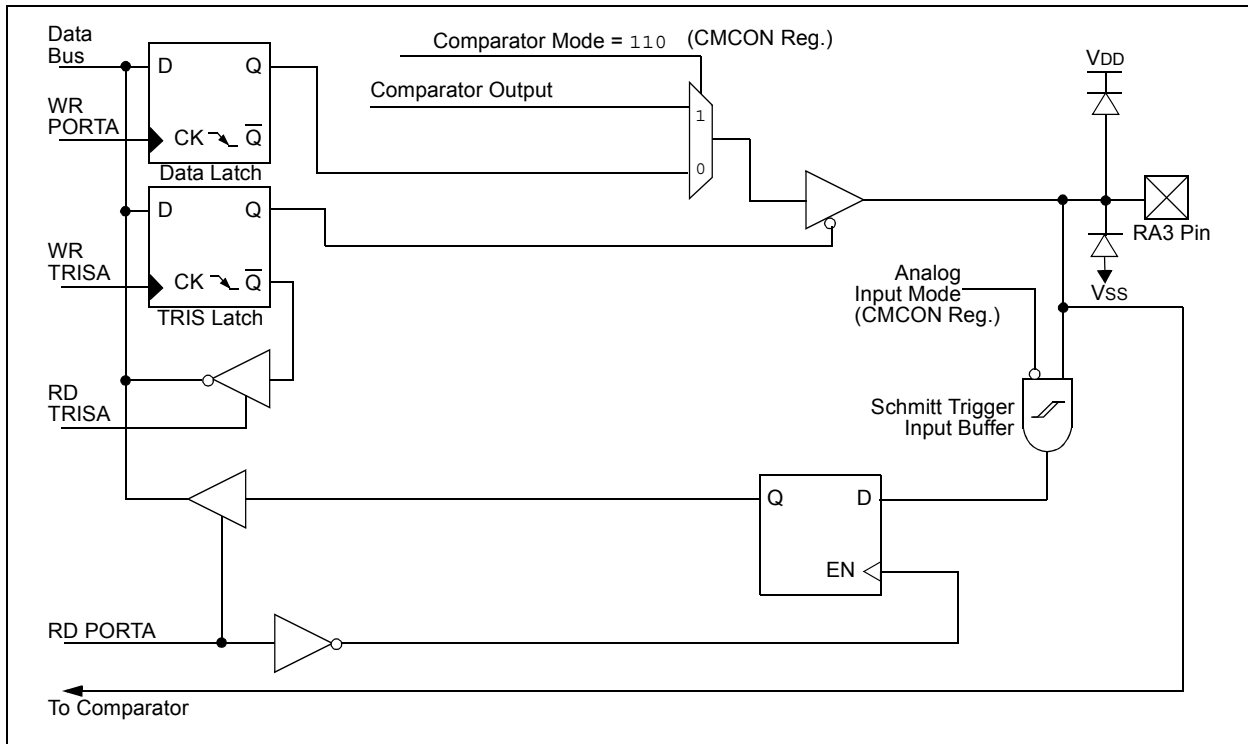 Data
Bus
D Q
WR
PORTA
CK Q
Data Latch
Comparator Mode = 110 (CMCON Reg.)
Comparator Output
1
0
VDD
RA3 Pin
VSS
D Q
WR
TRISA
CK Q
TRIS Latch
Analog
Input Mode
(CMCON Reg.)
RD
TRISA
Schmitt Trigger
Input Buffer
Q D
EN
RD PORTA
To Comparator